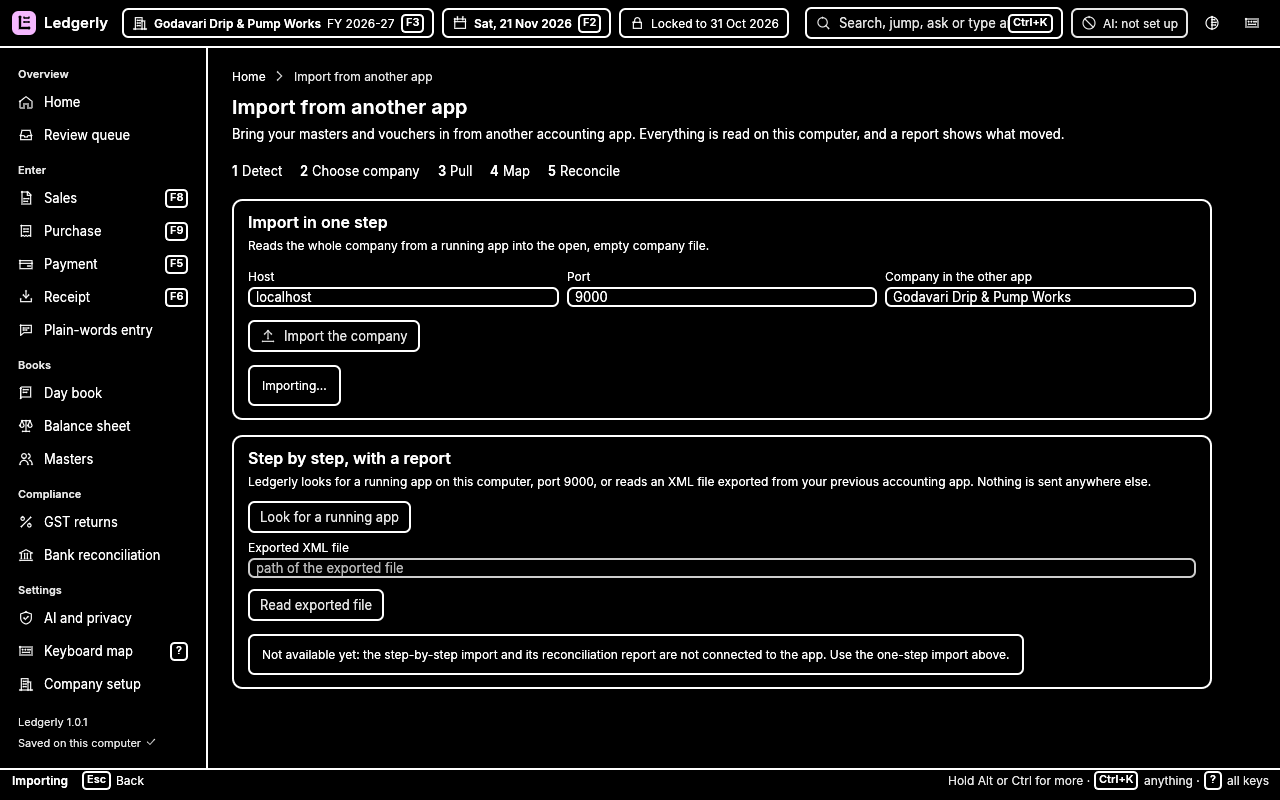 Ledgerly
Godavari Drip & Pump Works FY 2026-27 F3
Sat, 21 Nov 2026 F2
Locked to 31 Oct 2026
Search, jump, ask or type a Ctrl+K
AI: not set up
Overview
Home
Review queue
Enter
Sales F8
Purchase F9
Payment F5
Receipt F6
Plain-words entry
Books
Day book
Balance sheet
Masters
Compliance
GST returns
Bank reconciliation
Settings
AI and privacy
Keyboard map ?
Company setup
Ledgerly 1.0.1
Saved on this computer
Home Import from another app
Import from another app
Bring your masters and vouchers in from another accounting app. Everything is read on this computer, and a report shows what moved.
1 Detect 2 Choose company 3 Pull 4 Map 5 Reconcile
Import in one step
Reads the whole company from a running app into the open, empty company file.
Host Port Company in the other app
localhost 9000 Godavari Drip & Pump Works
Import the company
Importing...
Step by step, with a report
Ledgerly looks for a running app on this computer, port 9000, or reads an XML file exported from your previous accounting app. Nothing is sent anywhere else.
Look for a running app
Exported XML file
path of the exported file
Read exported file
Not available yet: the step-by-step import and its reconciliation report are not connected to the app. Use the one-step import above.
Importing Esc Back
Hold Alt or Ctrl for more · Ctrl+K anything · ? all keys